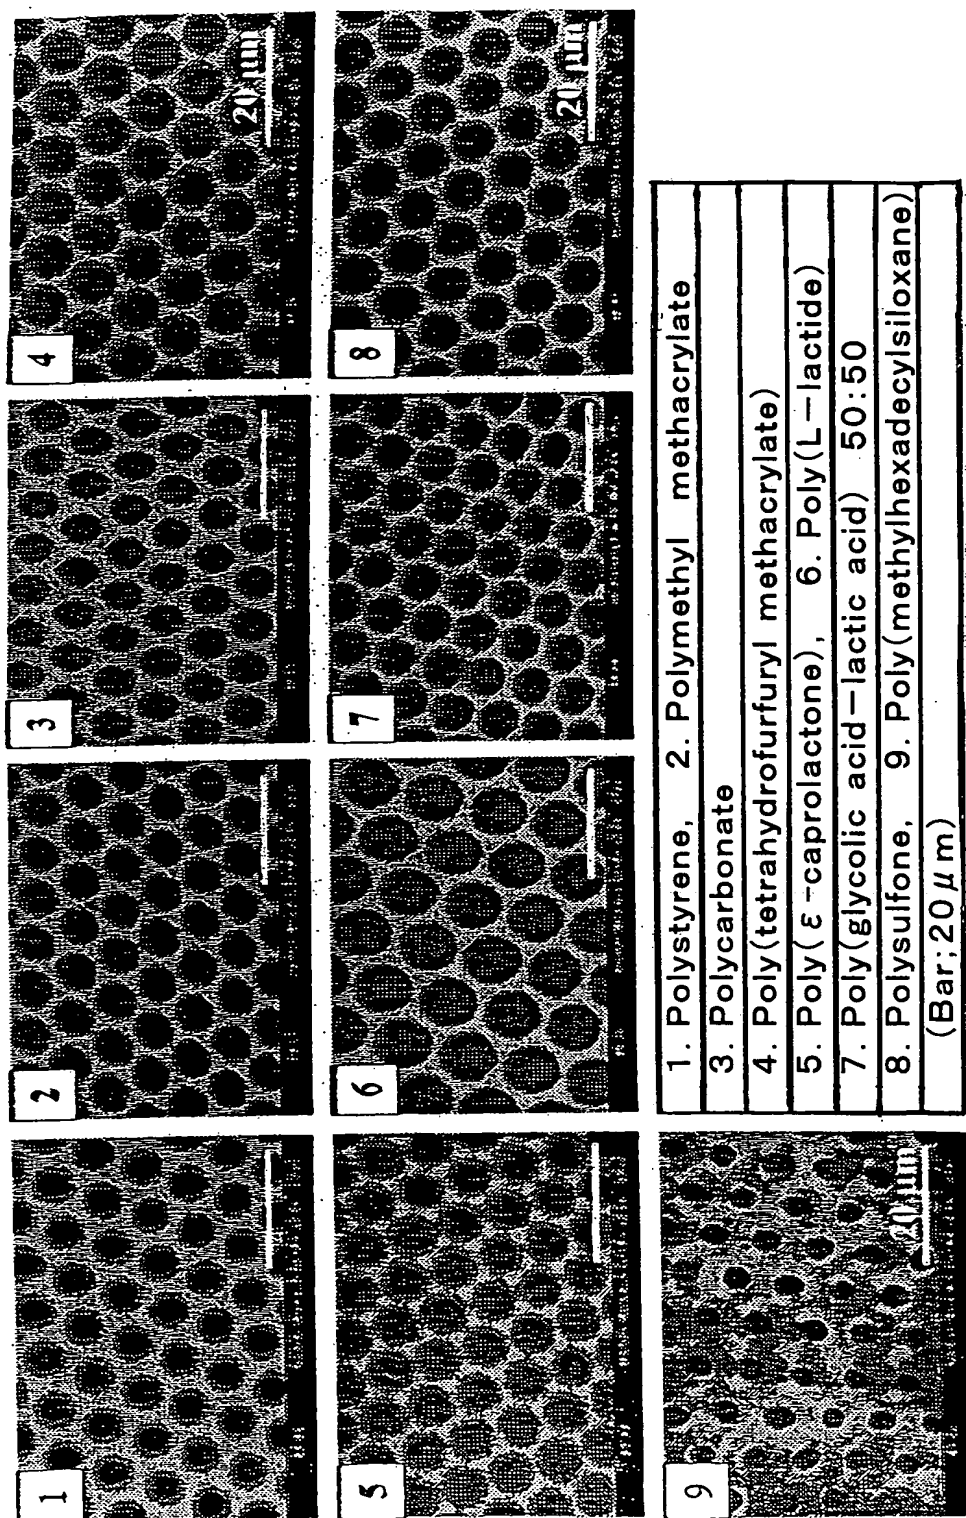 1
2
3
4
20 μm
5
6
7
8
20 μm
9
20 μm
1. Polystyrene, 2. Polymethyl methacrylate
3. Polycarbonate
4. Poly(tetrahydrofurfuryl methacrylate)
5. Poly(ε-caprolactone), 6. Poly(L-lactide)
7. Poly(glycolic acid-lactic acid) 50:50
8. Polysulfone, 9. Poly(methylhexadecylsiloxane)
(Bar;20μm)